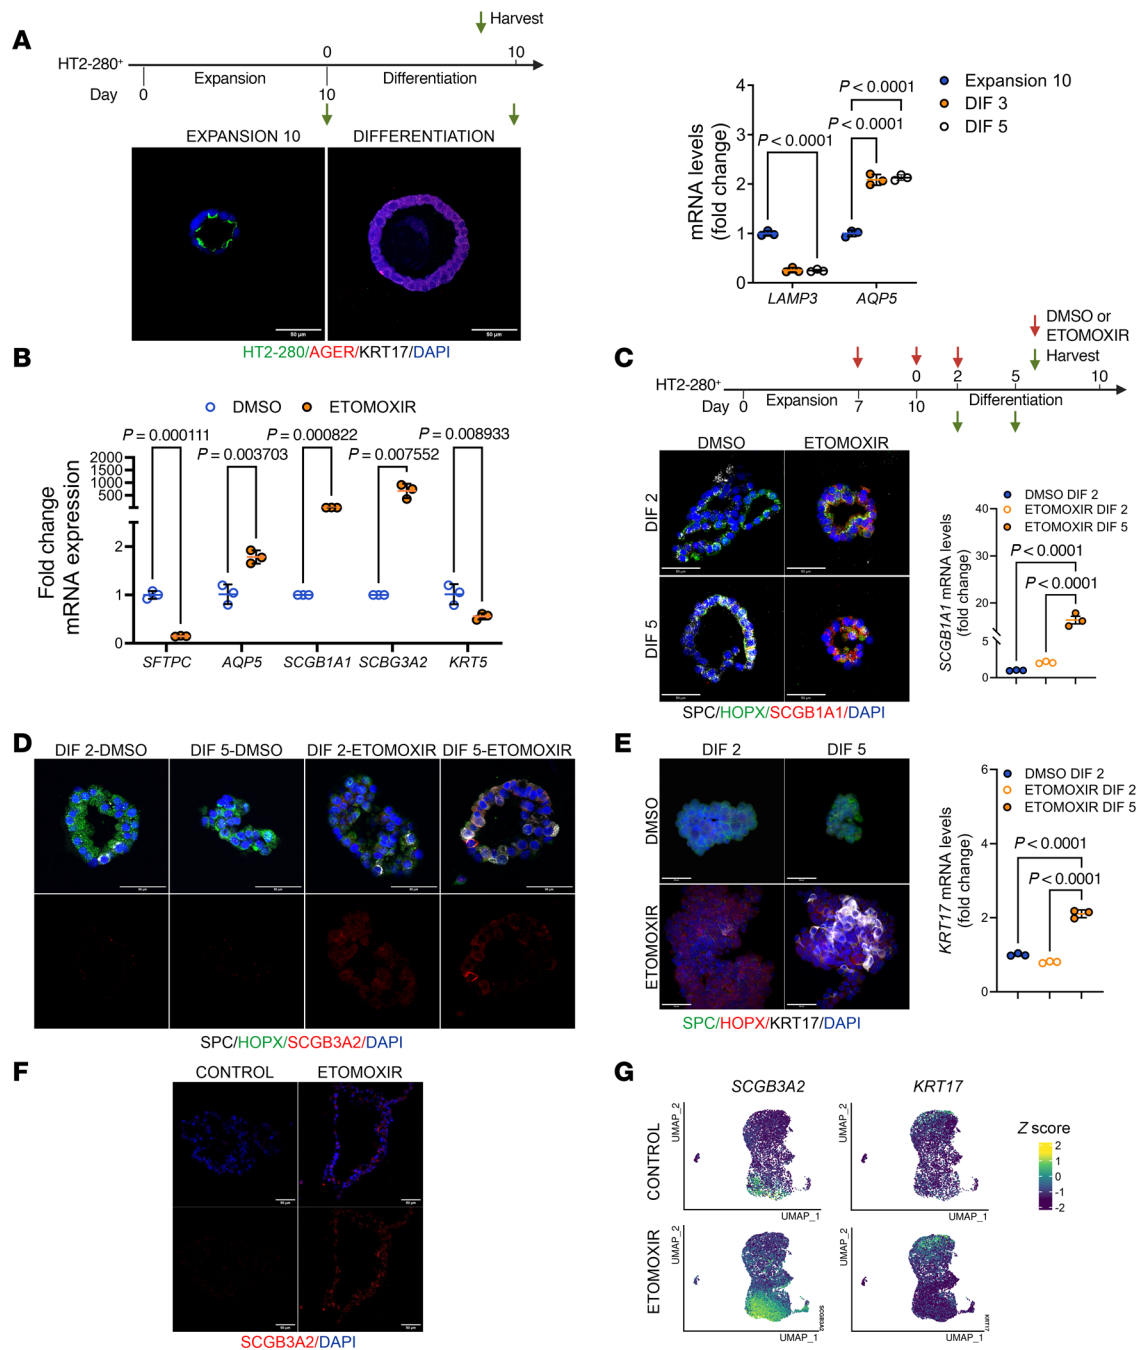 A
Harvest
HT2-280+
0
10
Expansion
Differentiation
Day
0
10
EXPANSION 10
DIFFERENTIATION
50 µm
50 µm
HT2-280/AGER/KRT17/DAPI
mRNA levels
(fold change)
4
3
2
1
0
P < 0.0001
P < 0.0001
P < 0.0001
LAMP3
AQP5
Expansion 10
DIF 3
DIF 5
B
DMSO
ETOMOXIR
P = 0.000111
P = 0.003703
P = 0.000822
P = 0.007552
P = 0.008933
Fold change
mRNA expression
2000
1500
1000
500
2
1
0
SFTPC
AQP5
SCGB1A1
SCBG3A2
KRT5
C
DMSO or
ETOMOXIR
Harvest
HT2-280+
0
2
5
10
Expansion
Differentiation
Day
0
7
10
DMSO
ETOMOXIR
DIF 2
DIF 5
SPC/HOPX/SCGB1A1/DAPI
DMSO DIF 2
ETOMOXIR DIF 2
ETOMOXIR DIF 5
SCGB1A1 mRNA levels
(fold change)
40
30
20
5
0
P < 0.0001
P < 0.0001
D
DIF 2-DMSO
DIF 5-DMSO
DIF 2-ETOMOXIR
DIF 5-ETOMOXIR
SPC/HOPX/SCGB3A2/DAPI
E
DIF 2
DIF 5
DMSO
ETOMOXIR
SPC/HOPX/KRT17/DAPI
DMSO DIF 2
ETOMOXIR DIF 2
ETOMOXIR DIF 5
KRT17 mRNA levels
(fold change)
6
4
2
0
P < 0.0001
P < 0.0001
F
CONTROL
ETOMOXIR
SCGB3A2/DAPI
G
SCGB3A2
KRT17
CONTROL
ETOMOXIR
UMAP_2
UMAP_1
UMAP_2
UMAP_1
UMAP_2
UMAP_1
SCGB3A2
UMAP_2
UMAP_1
KRT17
Z score
2
1
0
-1
-2